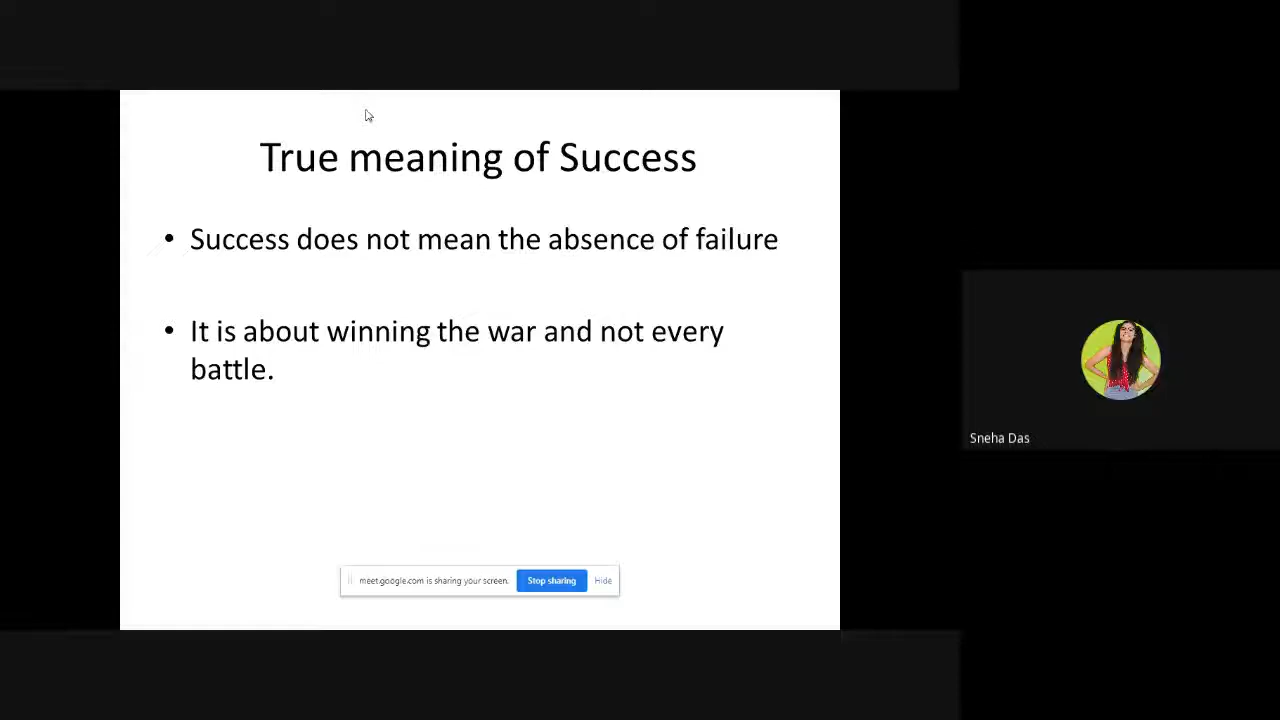 True meaning of Success
• Success does not mean the absence of failure
• It is about winning the war and not every
battle.
meet.google.com is sharing your screen. Stop sharing Hide
Sneha Das